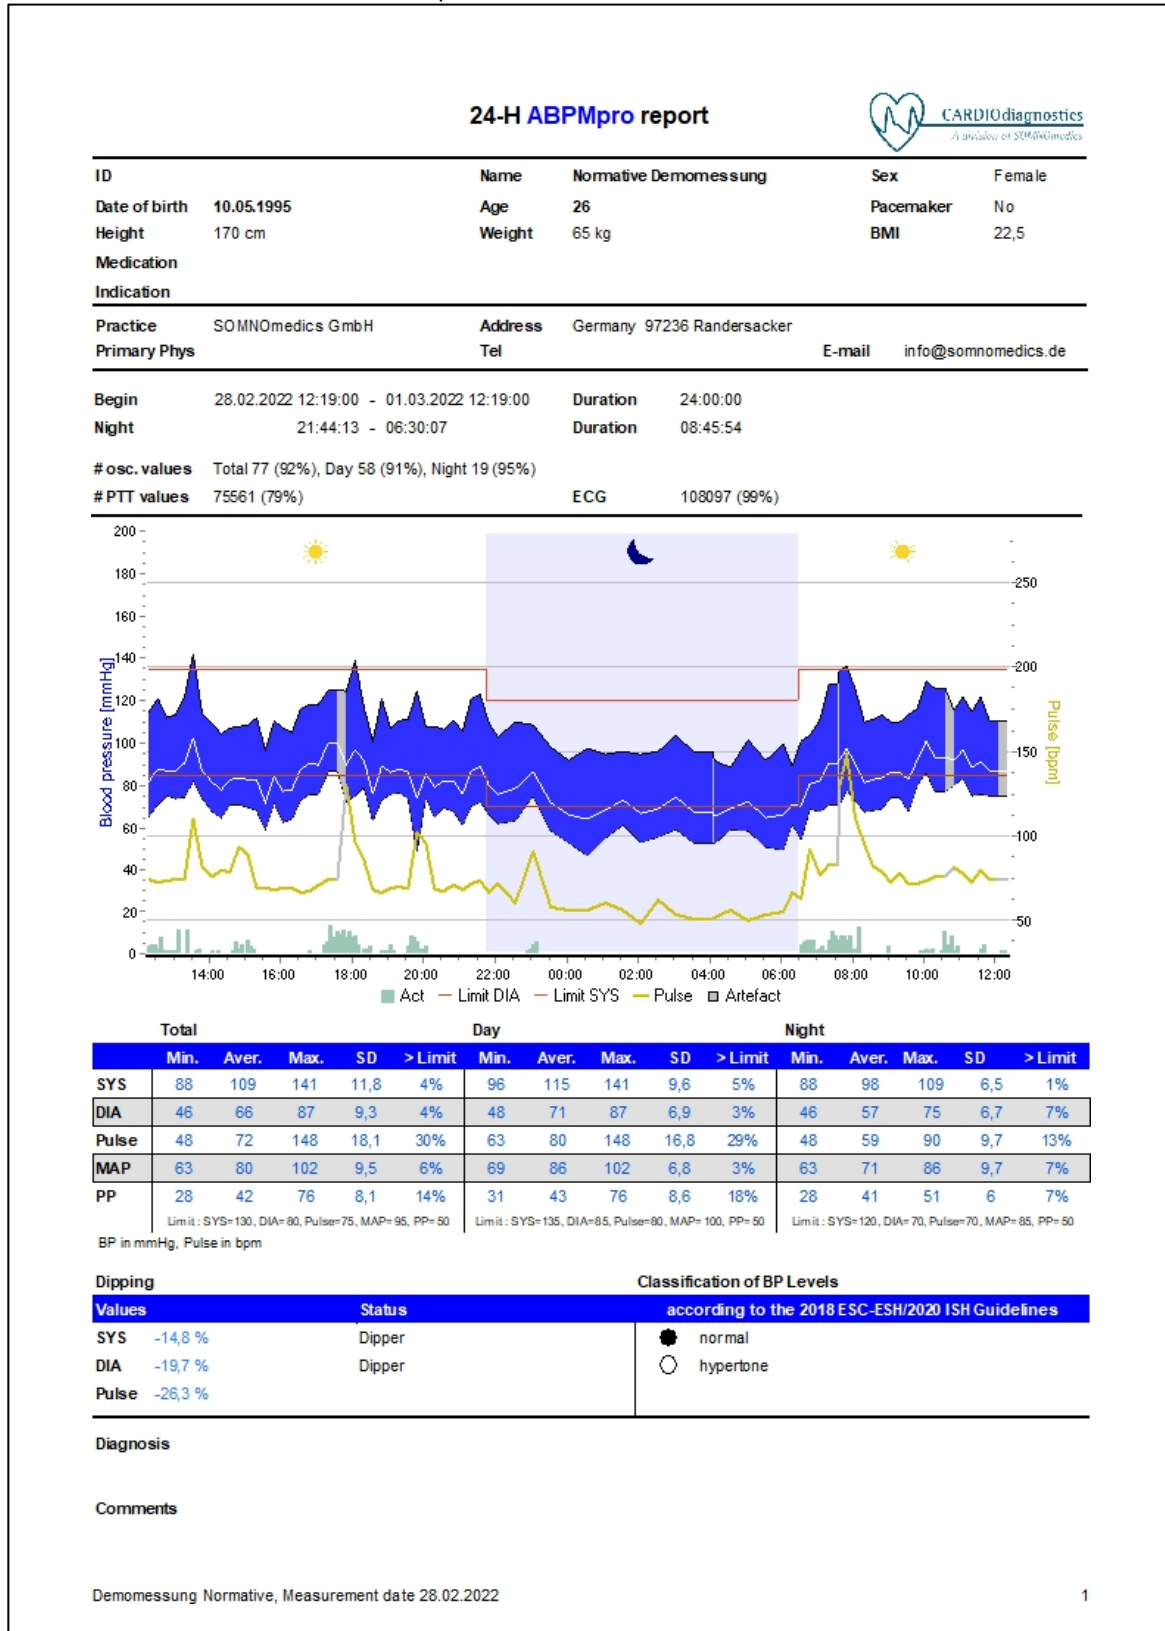 24-H ABPMpro report
CARDIOdiagnostics
A division of SOMNOmedics
ID Name Normative Demomessung Sex Female
Date of birth 10.05.1995 Age 26 Pacemaker No
Height 170 cm Weight 65 kg BMI 22,5
Medication
Indication
Practice SOMNOmedics GmbH Address Germany 97236 Randersacker
Primary Phys Tel E-mail info@somnomedics.de
Begin 28.02.2022 12:19:00 - 01.03.2022 12:19:00 Duration 24:00:00
Night 21:44:13 - 06:30:07 Duration 08:45:54
# osc. values Total 77 (92%), Day 58 (91%), Night 19 (95%)
# PTT values 75561 (79%) ECG 108097 (99%)
Blood pressure [mmHg]
200
180
160
140
120
100
80
60
40
20
0
250
200
150
100
50
Pulse [bpm]
14:00 16:00 18:00 20:00 22:00 00:00 02:00 04:00 06:00 08:00 10:00 12:00
Act Limit DIA Limit SYS Pulse Artefact
Total Day Night
Min. Aver. Max. SD > Limit Min. Aver. Max. SD > Limit Min. Aver. Max. SD > Limit
SYS 88 109 141 11,8 4% 96 115 141 9,6 5% 88 98 109 6,5 1%
DIA 46 66 87 9,3 4% 48 71 87 6,9 3% 46 57 75 6,7 7%
Pulse 48 72 148 18,1 30% 63 80 148 16,8 29% 48 59 90 9,7 13%
MAP 63 80 102 9,5 6% 69 86 102 6,8 3% 63 71 86 9,7 7%
PP 28 42 76 8,1 14% 31 43 76 8,6 18% 28 41 51 6 7%
Limit: SYS=130, DIA=80, Pulse=75, MAP=95, PP=50 Limit: SYS=135, DIA=85, Pulse=80, MAP=100, PP=50 Limit: SYS=120, DIA=70, Pulse=70, MAP=85, PP=50
BP in mmHg, Pulse in bpm
Dipping Classification of BP Levels
Values Status according to the 2018 ESC-ESH/2020 ISH Guidelines
SYS -14,8 % Dipper normal
DIA -19,7 % Dipper hypertone
Pulse -26,3 %
Diagnosis
Comments
Demomessung Normative, Measurement date 28.02.2022 1